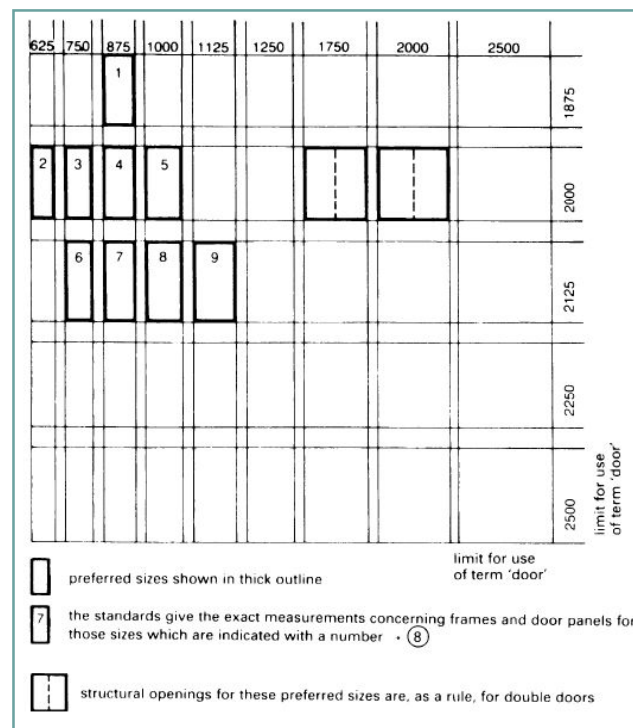 625 750 875 1000 1125 1250 1750 2000 2500
1
1875
2 3 4 5
2000
6 7 8 9
2125
2250
2500
limit for use
of term 'door'
limit for use
of term 'door'
preferred sizes shown in thick outline
7
the standards give the exact measurements concerning frames and door panels for
those sizes which are indicated with a number · 8
structural openings for these preferred sizes are, as a rule, for double doors